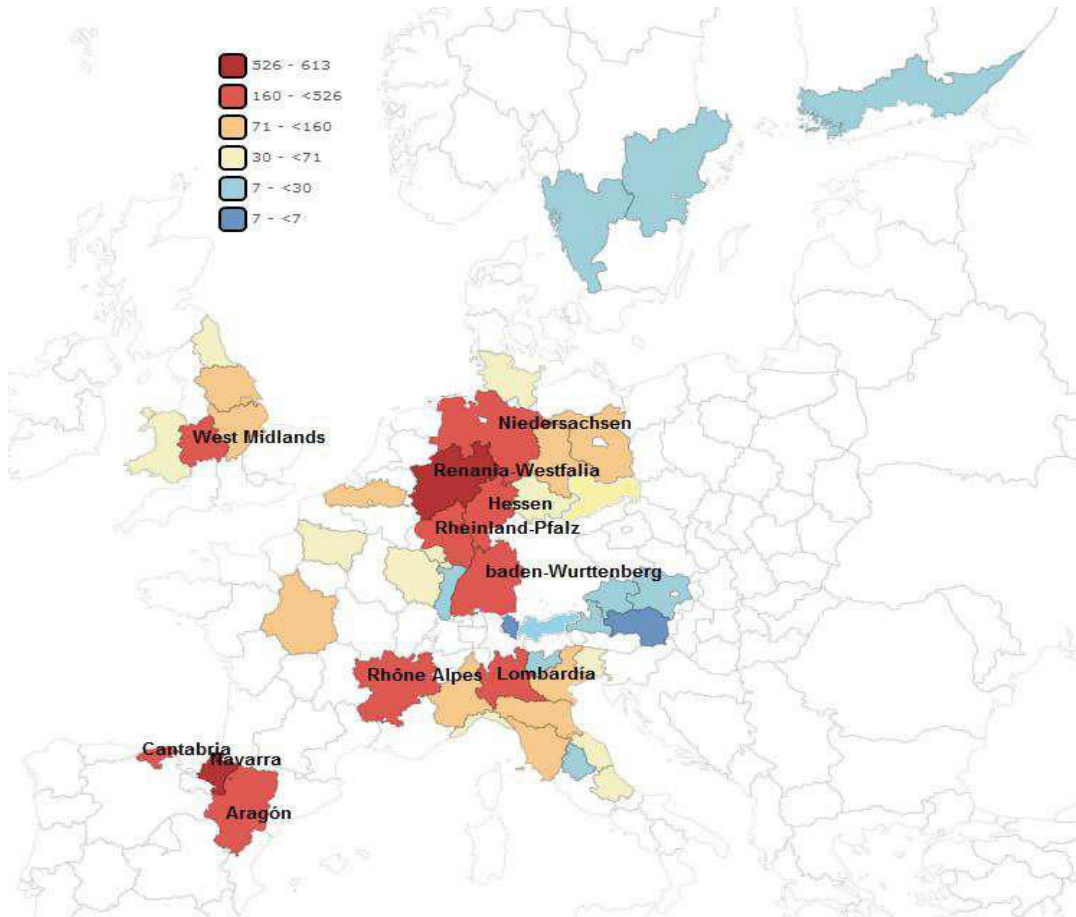 526 - 613
160 - <526
71 - <160
30 - <71
7 - <30
7 - <7
Niedersachsen
West Midlands
Renania-Westfalia
Hessen
Rheinland-Pfalz
baden-Wurttenberg
Rhône Alpes
Lombardía
Cantabria
Navarra
Aragón